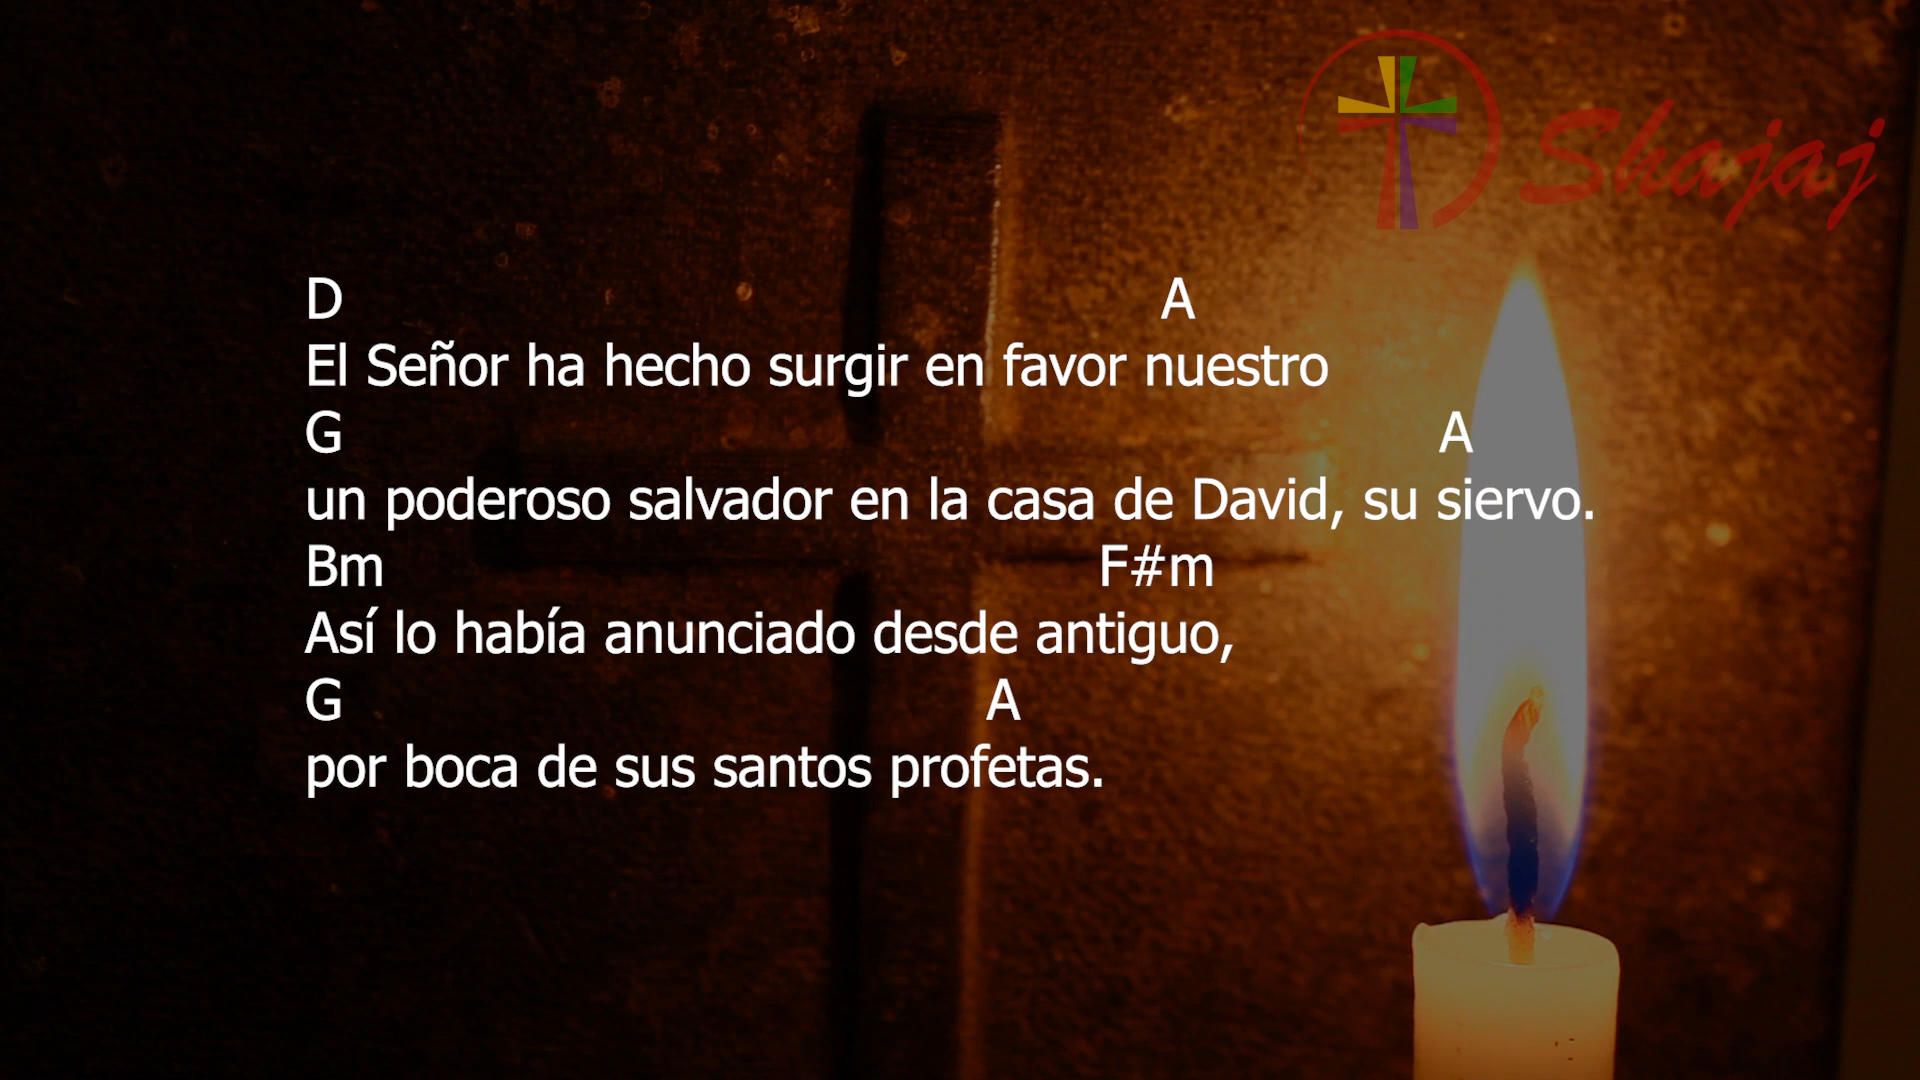 Shajaj
D A
El Señor ha hecho surgir en favor nuestro
G A
un poderoso salvador en la casa de David, su siervo.
Bm F#m
Así lo había anunciado desde antiguo,
G A
por boca de sus santos profetas.